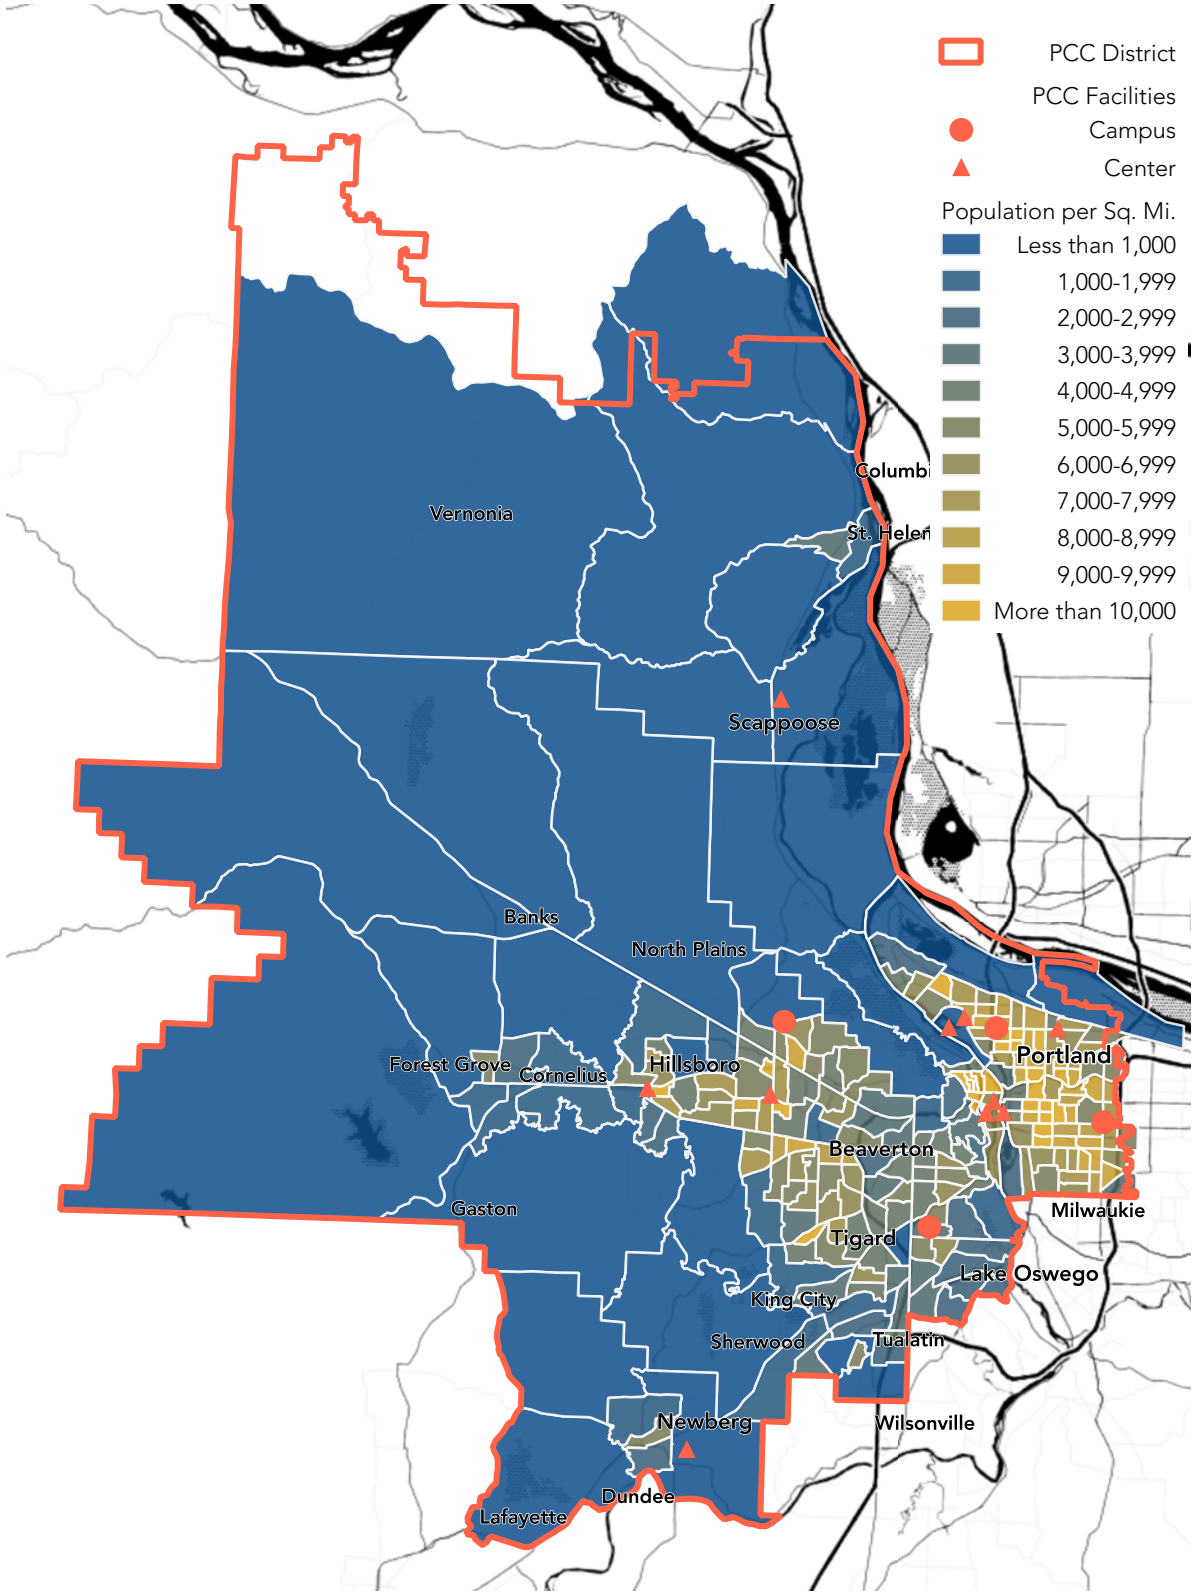 PCC District
PCC Facilities
Campus
Center
Population per Sq. Mi.
Less than 1,000
1,000-1,999
2,000-2,999
3,000-3,999
4,000-4,999
5,000-5,999
6,000-6,999
7,000-7,999
8,000-8,999
9,000-9,999
More than 10,000
Columbi
Vernonia
St. Helen
Scappoose
Banks
North Plains
Portland
Forest Grove
Cornelius
Hillsboro
Beaverton
Gaston
Milwaukie
Tigard
Lake Oswego
King City
Sherwood
Tualatin
Newberg
Wilsonville
Dundee
Lafayette